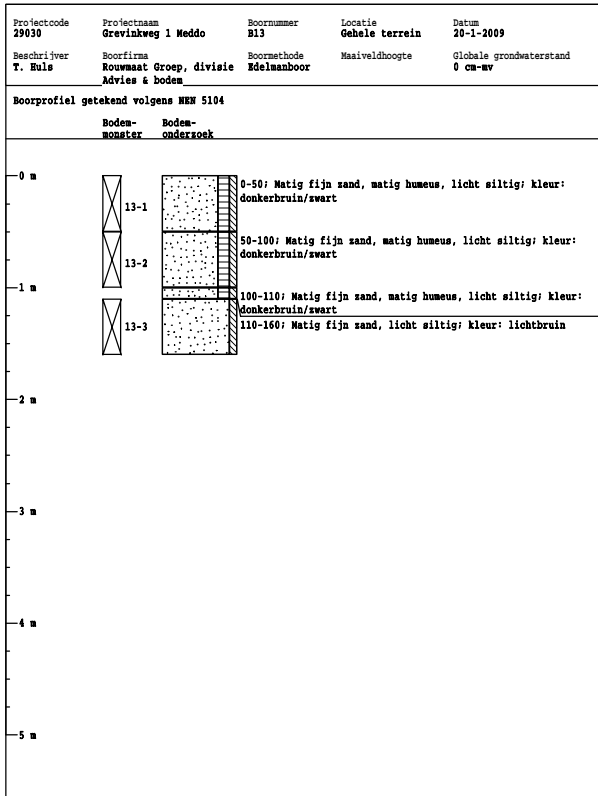 Projectcode Projectnaam Boornummer Locatie Datum
29030 Grevinkweg 1 Meddo B13 Gehele terrein 20-1-2009
Beschrijver Boorfirma Boormethode Maaiveldhoogte Globale grondwaterstand
T. Huls Rouwmaat Groep, divisie Edelmanboor 0 cm-mv
Advies & bodem
Boorprofiel getekend volgens NEN 5104
Bodem- Bodem-
monster onderzoek
0 m
0-50; Matig fijn zand, matig humeus, licht siltig; kleur:
donkerbruin/zwart
13-1
50-100; Matig fijn zand, matig humeus, licht siltig; kleur:
donkerbruin/zwart
13-2
1 m
100-110; Matig fijn zand, matig humeus, licht siltig; kleur:
donkerbruin/zwart
13-3
110-160; Matig fijn zand, licht siltig; kleur: lichtbruin
2 m
3 m
4 m
5 m